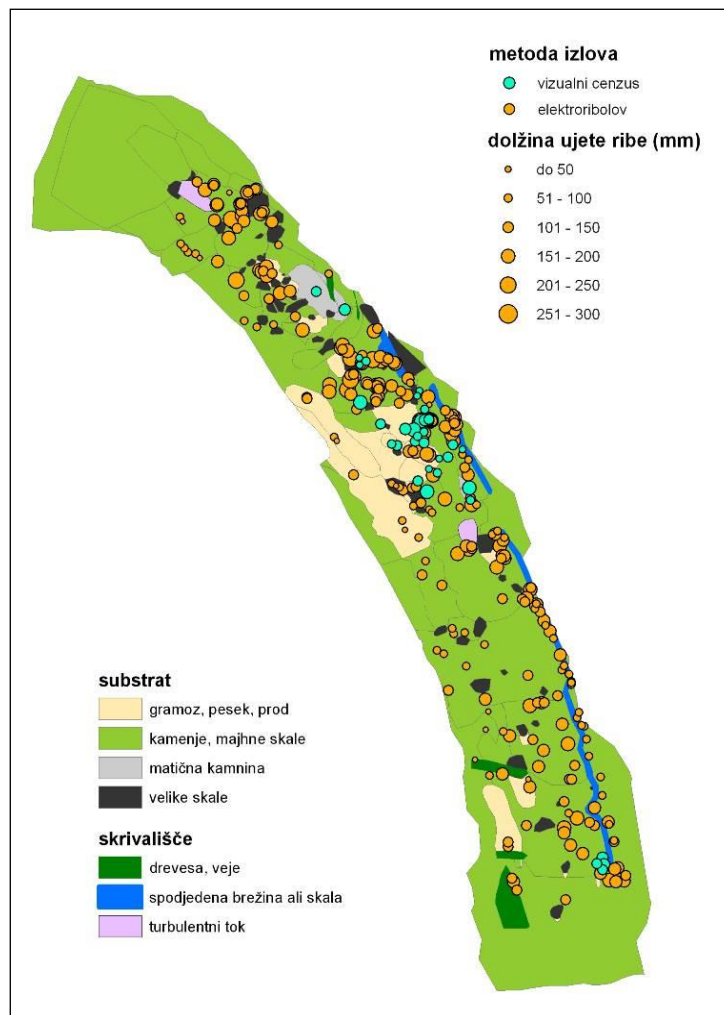 metoda izlova
vizualni cenzus
elektroribolov
dolžina ujete ribe (mm)
do 50
51 - 100
101 - 150
151 - 200
201 - 250
251 - 300
substrat
gramoz, pesek, prod
kamenje, majhne skale
matična kamnina
velike skale
skrivališče
drevesa, veje
spodjedena brežina ali skala
turbulentni tok